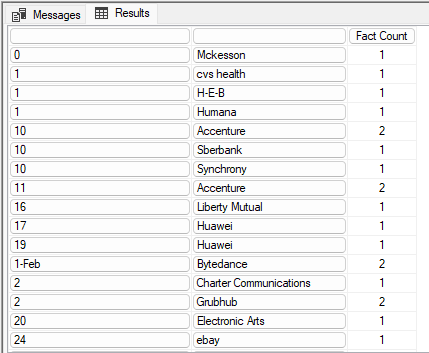 Messages Results
Fact Count
0 Mckesson 1
1 cvs health 1
1 H-E-B 1
1 Humana 1
10 Accenture 2
10 Sberbank 1
10 Synchrony 1
11 Accenture 2
16 Liberty Mutual 1
17 Huawei 1
19 Huawei 1
1-Feb Bytedance 2
2 Charter Communications 1
2 Grubhub 2
20 Electronic Arts 1
24 ebay 1